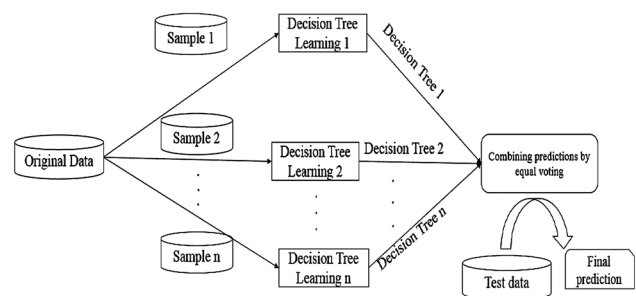 Sample 1
Decision Tree
Learning 1
Decision Tree 1
Original Data
Sample 2
Decision Tree
Learning 2
Decision Tree 2
Combining predictions by
equal voting
Sample n
Decision Tree
Learning n
Decision Tree n
Test data
Final
prediction